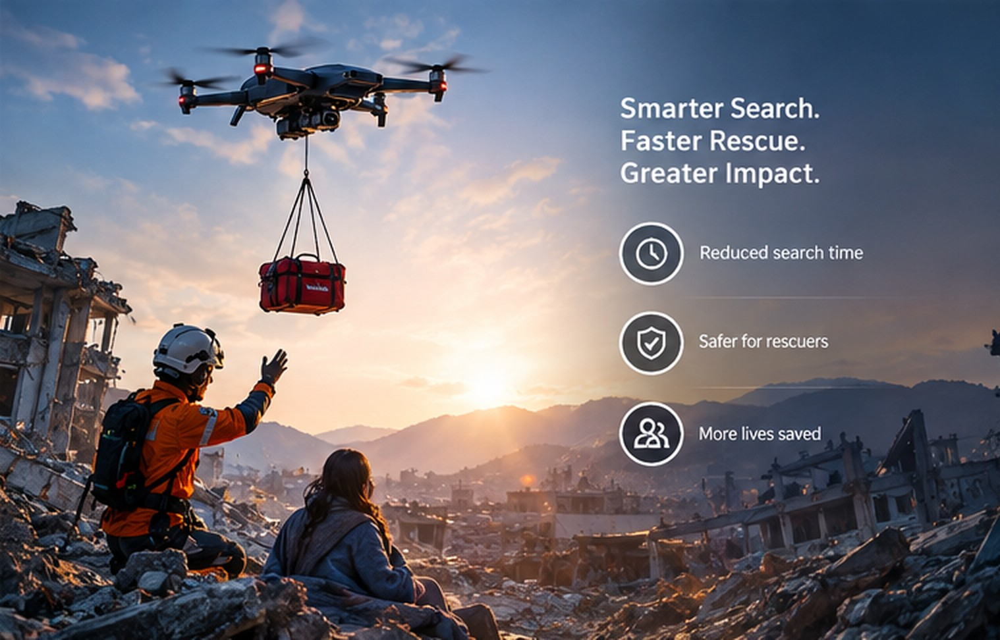 Smarter Search.
Faster Rescue.
Greater Impact.
Reduced search time
Safer for rescuers
More lives saved